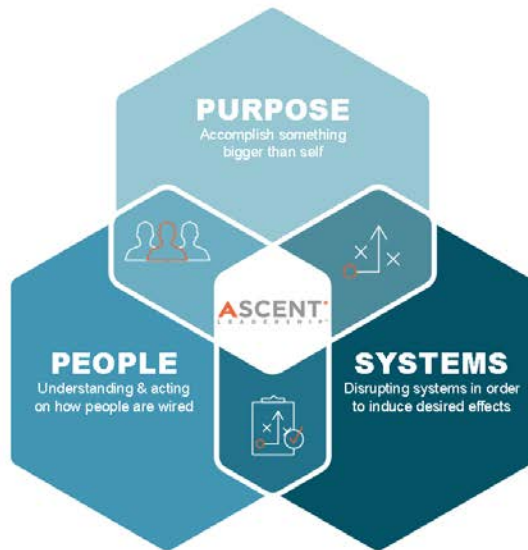 PURPOSE
Accomplish something
bigger than self
ASCENT
LEADERSHIP
PEOPLE
Understanding & acting
on how people are wired
SYSTEMS
Disrupting systems in order
to induce desired effects